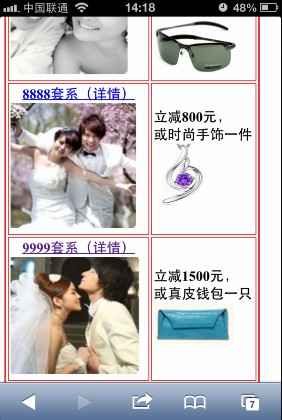 中国联通 14:18 48%
8888套系（详情）
立减800元，
或时尚手饰一件
9999套系（详情）
立减1500元，
或真皮钱包一只
7